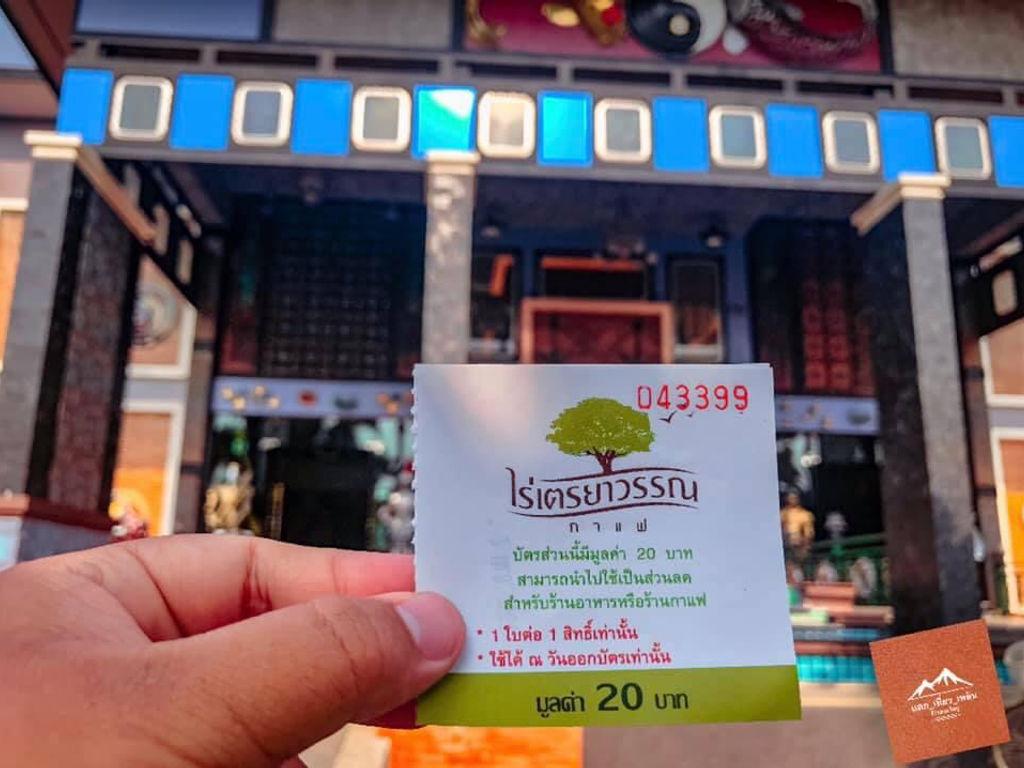 043399
ไร่เตรยาวรรณ
กาแฟ
บัตรส่วนนี้มีมูลค่า 20 บาท
สามารถนำไปใช้เป็นส่วนลด
สำหรับร้านอาหารหรือร้านกาแฟ
* 1 ใบต่อ 1 สิทธิ์เท่านั้น
* ใช้ได้ ณ วันออกบัตรเท่านั้น
มูลค่า 20 บาท